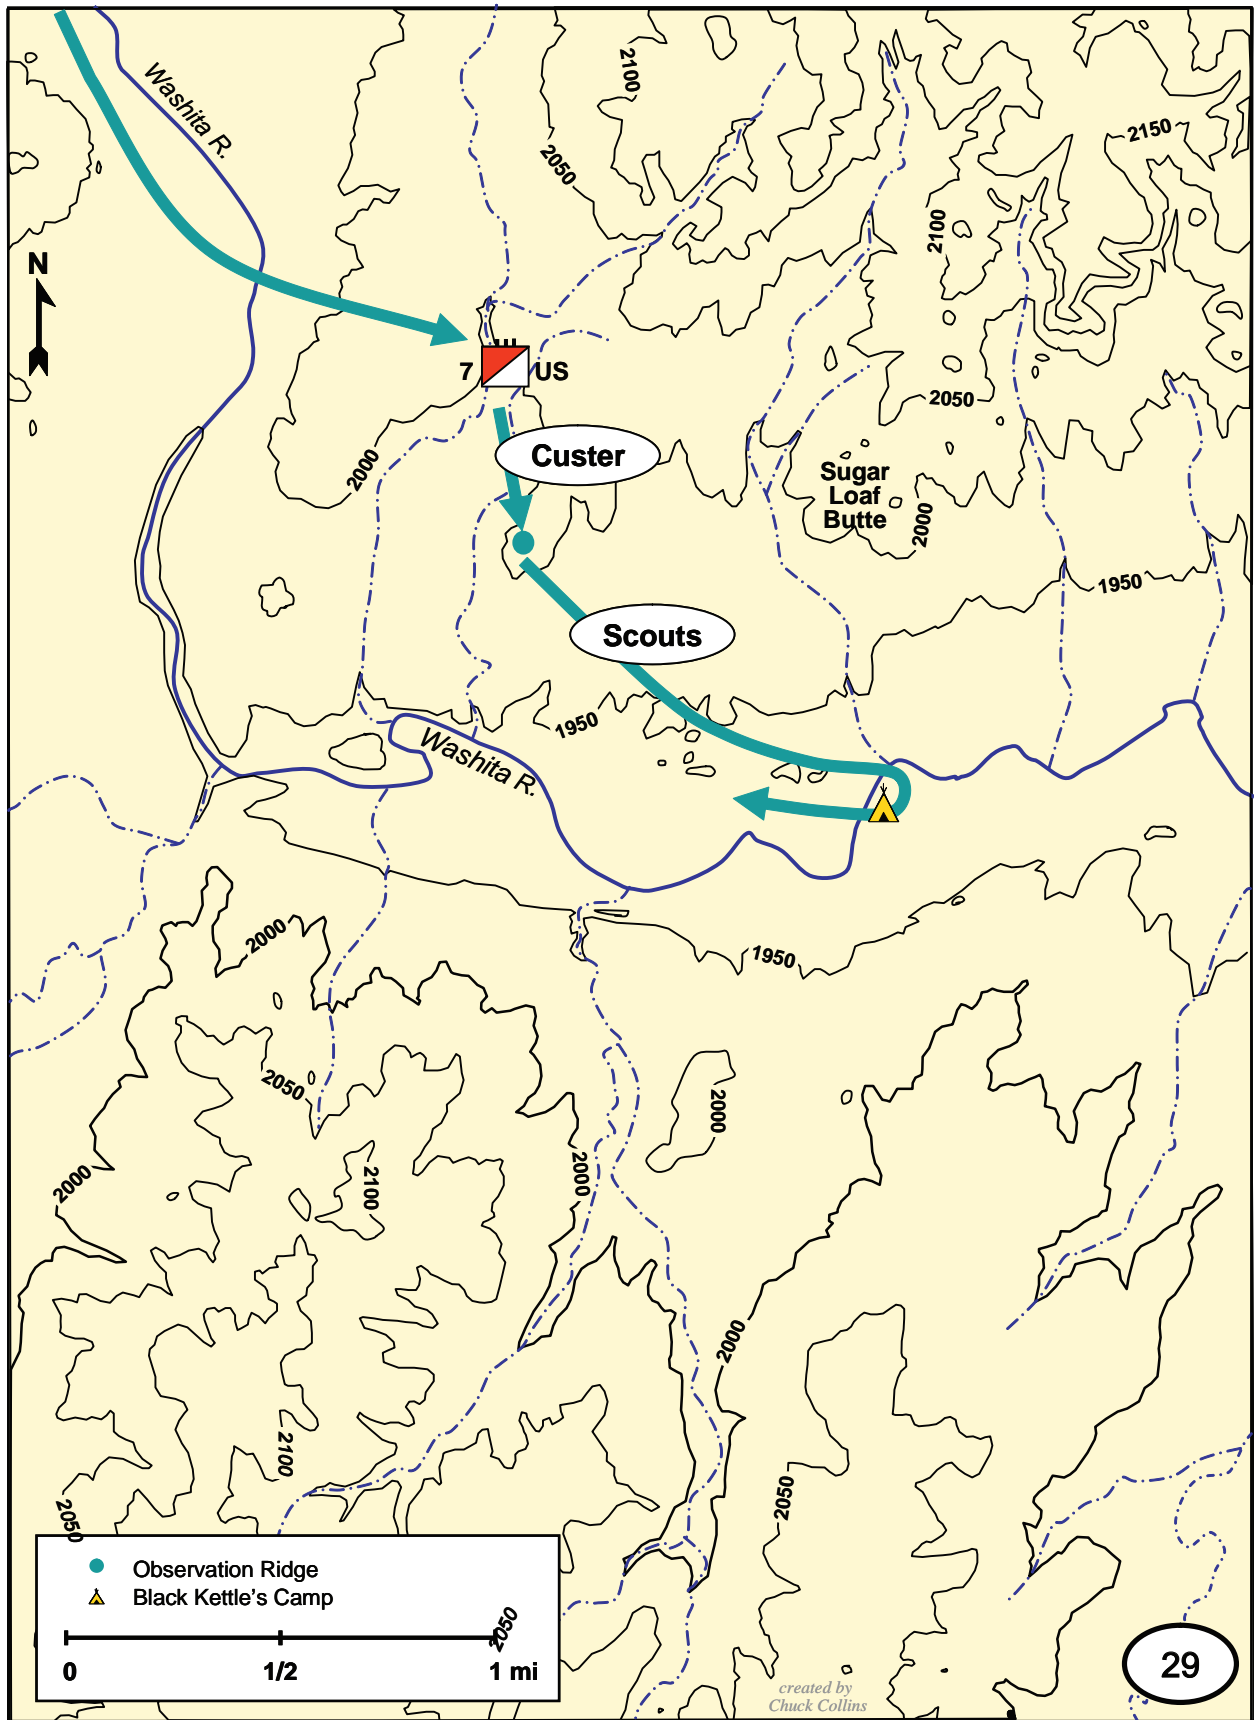 Washita R.
2100
2050
2150
2100
N
7
US
2050
Custer
2000
Sugar
Loaf
Butte
2000
1950
Scouts
1950
Washita R.
2000
1950
2050
2000
2000
2100
2000
2000
2100
2050
2050
Observation Ridge
Black Kettle's Camp
2050
0 1/2 1 mi
29
created by
Chuck Collins